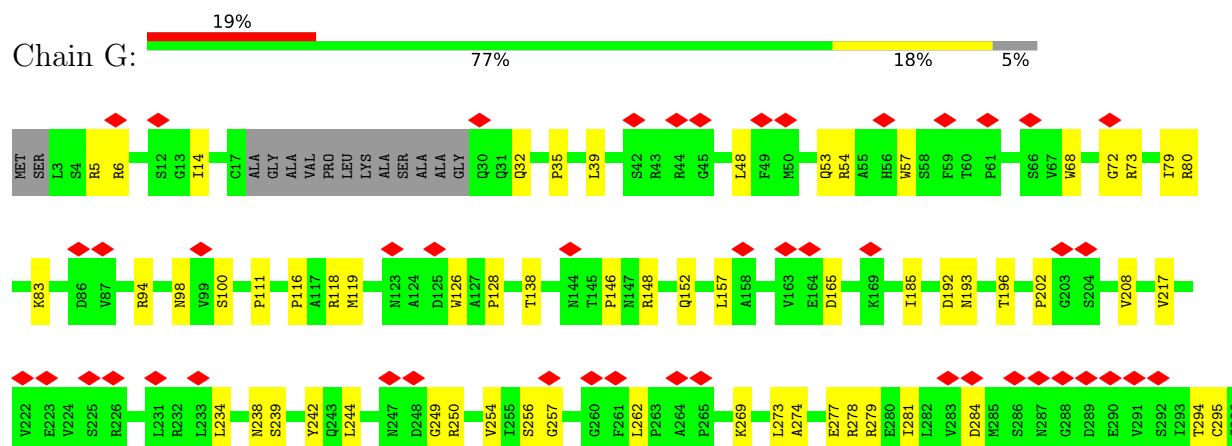 19%
Chain G:
77% 18% 5%
MET SER L3 S4 R5 R6 S12 G13 I14 C17 ALA GLY ALA ALA VAL PRO LEU LYS ALA SER ALA ALA GLY Q30 Q31 Q32 P35 L39 S42 R43 R44 G45 L48 F49 M50 Q53 R54 A55 H56 W57 S58 F59 T60 P61 S66 V67 W68 G72 R73 I79 R80
K83 D86 V87 R94 N98 V99 S100 P111 P116 A117 R118 M119 N123 A124 D125 W126 A127 P128 T138 N144 T145 P146 N147 R148 Q152 L157 A158 V163 E164 D165 K169 I185 D192 N193 T196 P202 G203 S204 V208 V217
V222 E223 V224 S225 R226 L231 R232 L233 L234 N238 S239 Y242 Q243 L244 N247 D248 G249 R250 V254 I255 S256 G257 G260 F261 L262 P263 A264 P265 K269 L273 A274 E277 R278 R279 E280 I281 L282 V283 D284 M285 S286 N287 G288 D289 E290 V291 S292 I293 T294 C295